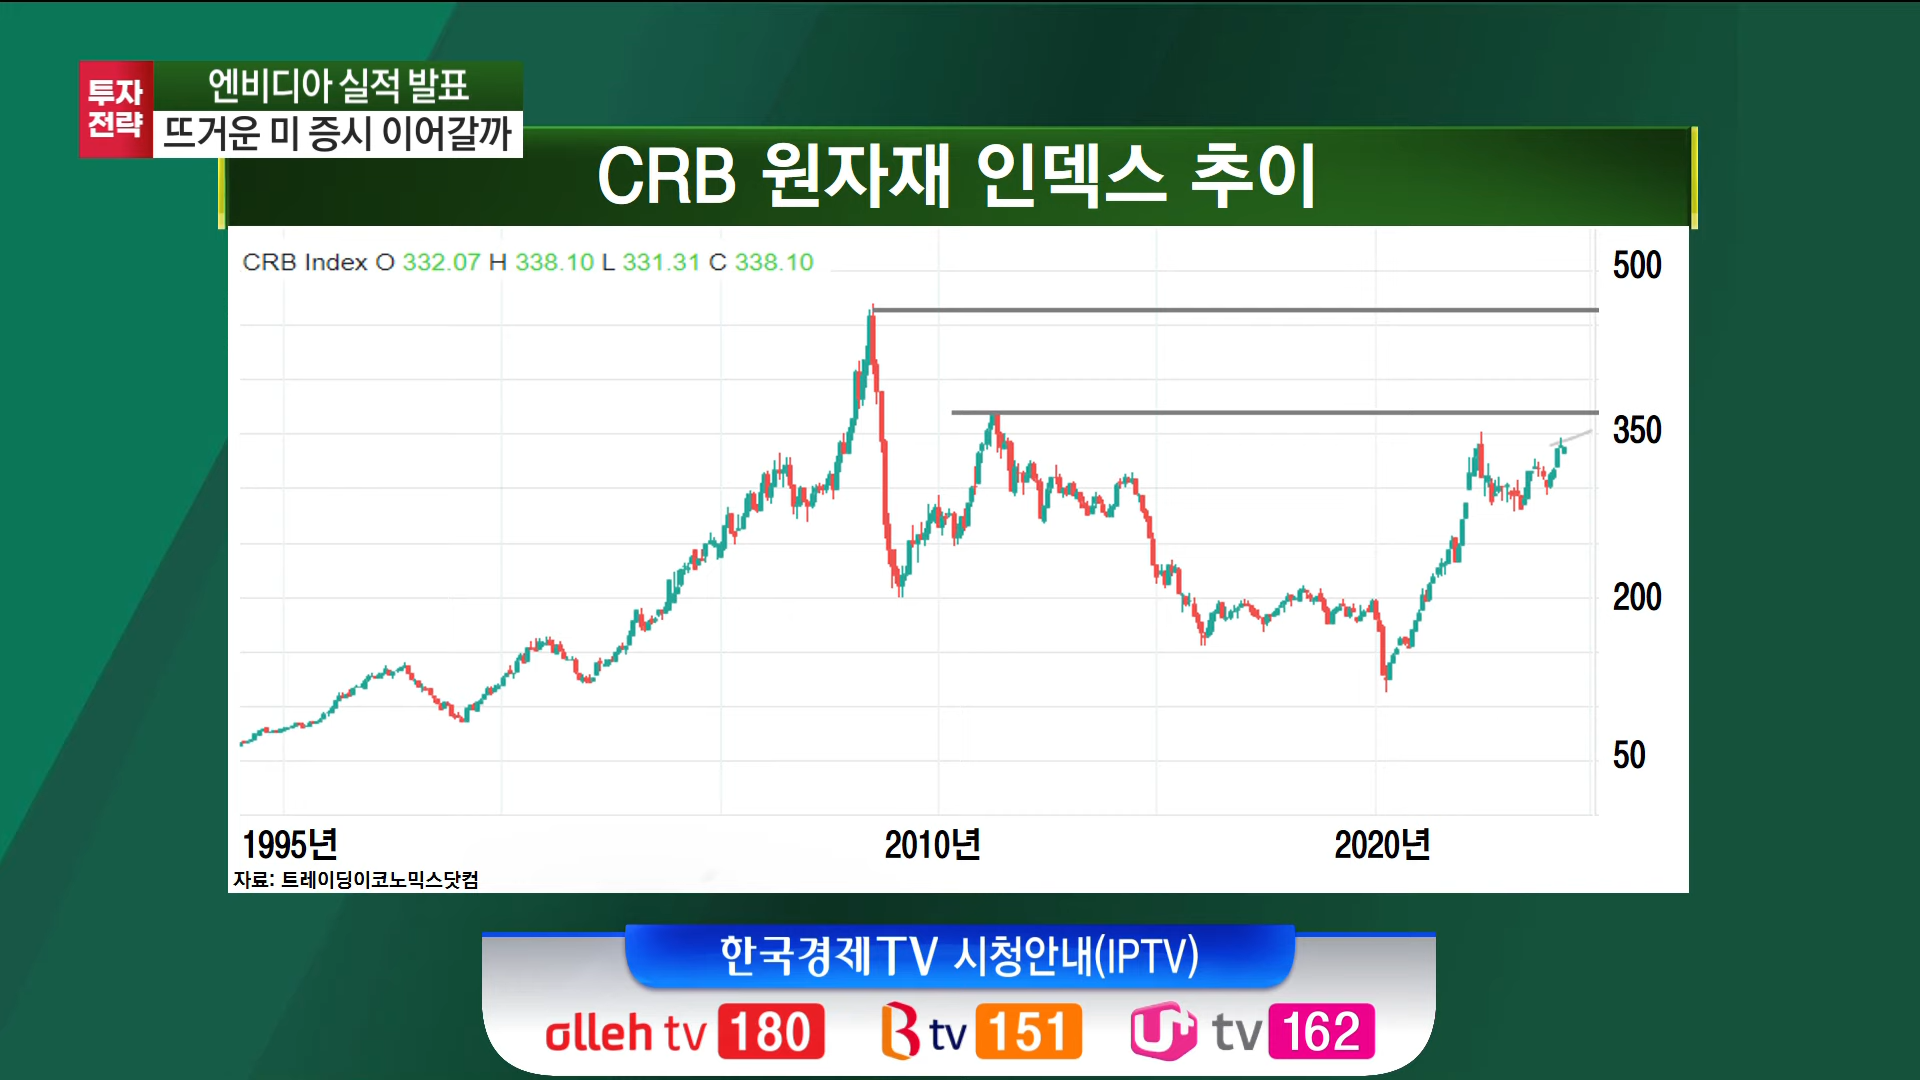 투자
전략
엔비디아 실적 발표
뜨거운 미 증시 이어갈까
CRB 원자재 인덱스 추이
CRB Index O 332.07 H 338.10 L 331.31 C 338.10
500
350
200
50
1995년
2010년
2020년
자료: 트레이딩이코노믹스닷컴
한국경제TV 시청안내(IPTV)
olleh tv 180
B tv 151
U+ tv 162